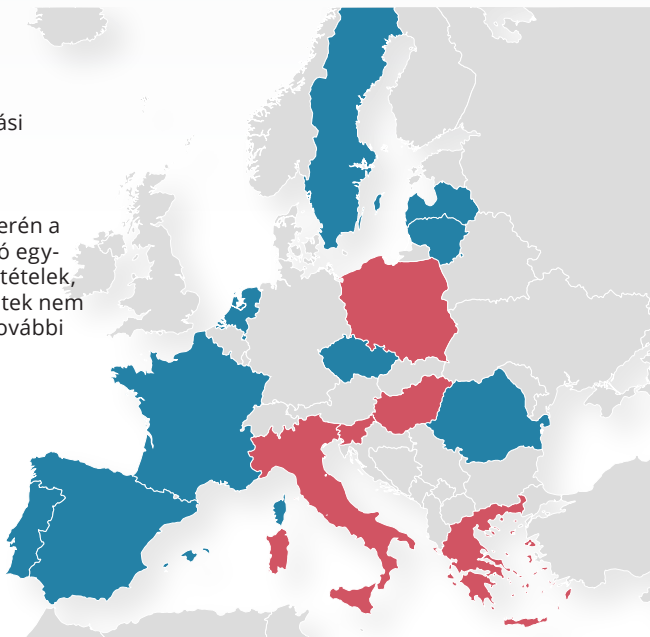 ási
erén a
ó egy-
tételek,
tek nem
ovábbi